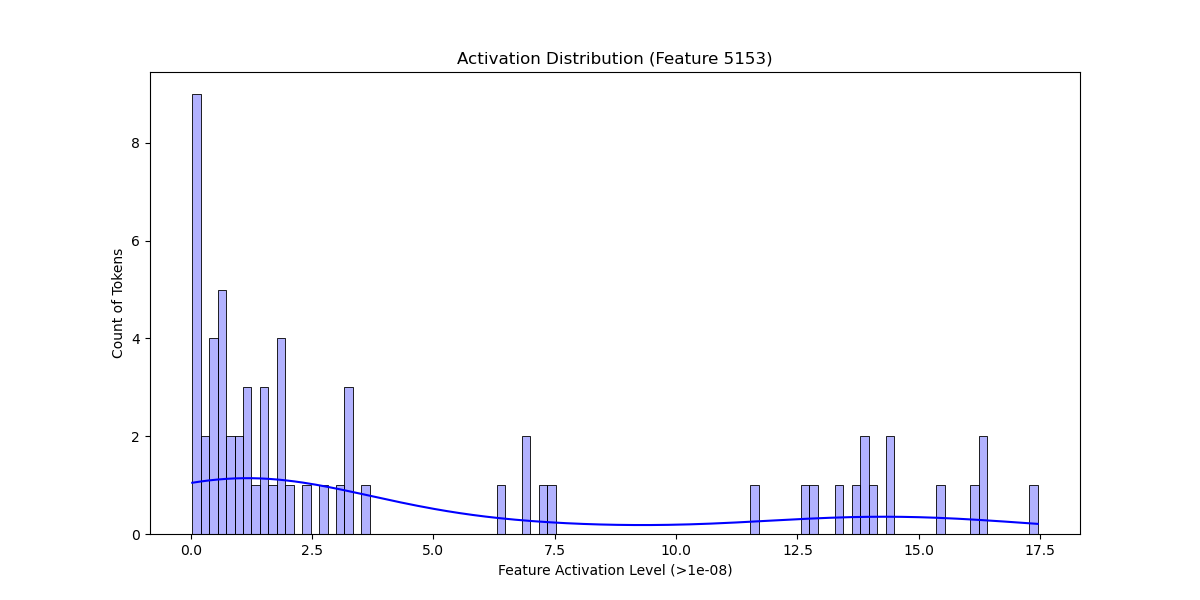 Activation Distribution (Feature 5153)
Count of Tokens
8
6
4
2
0
0.0 2.5 5.0 7.5 10.0 12.5 15.0 17.5
Feature Activation Level (>1e-08)